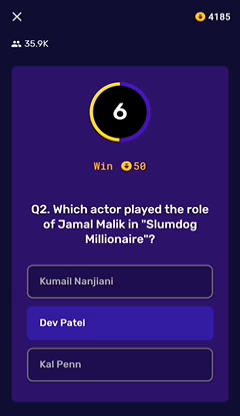 4185
35.9K
6
Win 50
Q2. Which actor played the role
of Jamal Malik in "Slumdog
Millionaire"?
Kumail Nanjiani
Dev Patel
Kal Penn